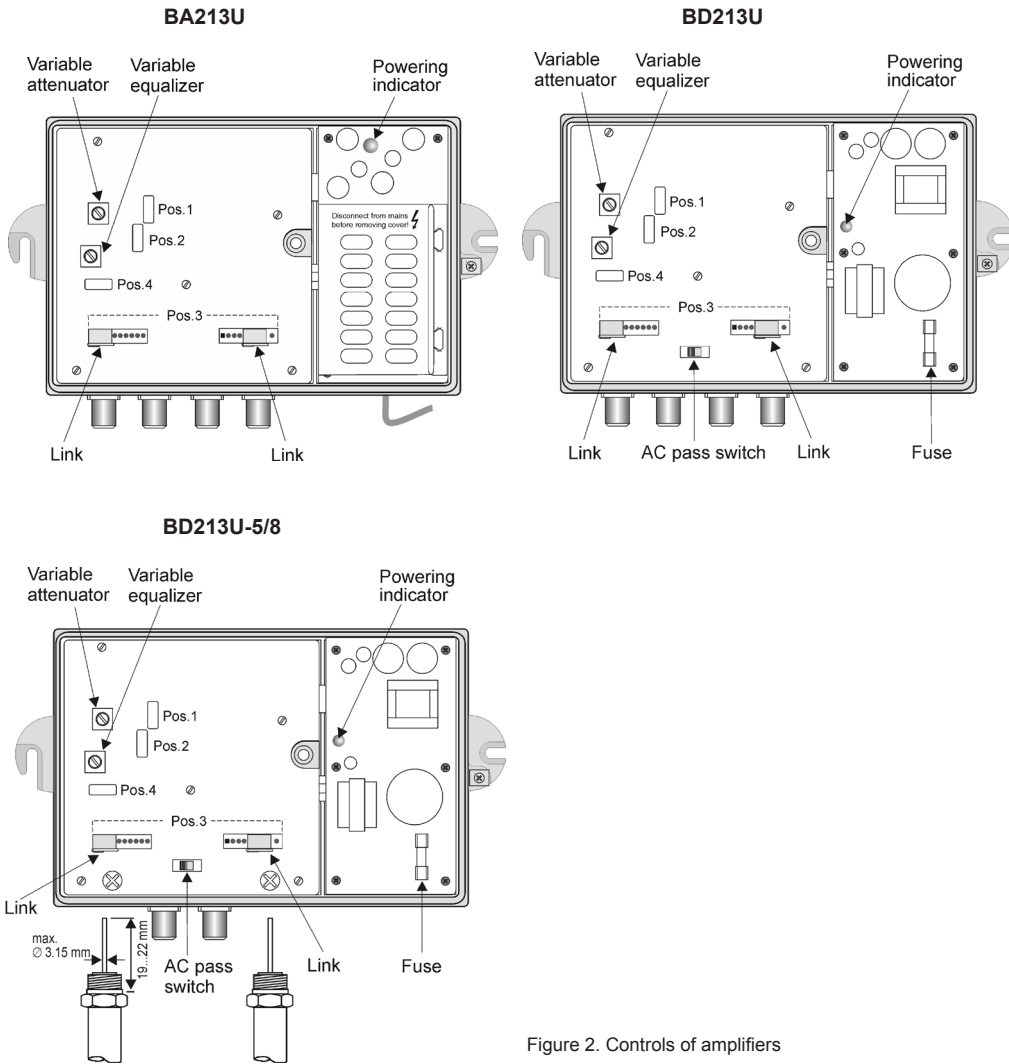 BA213U
Variable attenuator
Variable equalizer
Powering indicator
Pos.1
Pos.2
Pos.4
Pos.3
Disconnect from mains
before removing cover!
Link
Link
BD213U
Variable attenuator
Variable equalizer
Powering indicator
Pos.1
Pos.2
Pos.4
Pos.3
Link
AC pass switch
Link
Fuse
BD213U-5/8
Variable attenuator
Variable equalizer
Powering indicator
Pos.1
Pos.2
Pos.4
Pos.3
Link
max.
∅ 3.15 mm
19...22 mm
AC pass
switch
Link
Fuse
Figure 2. Controls of amplifiers